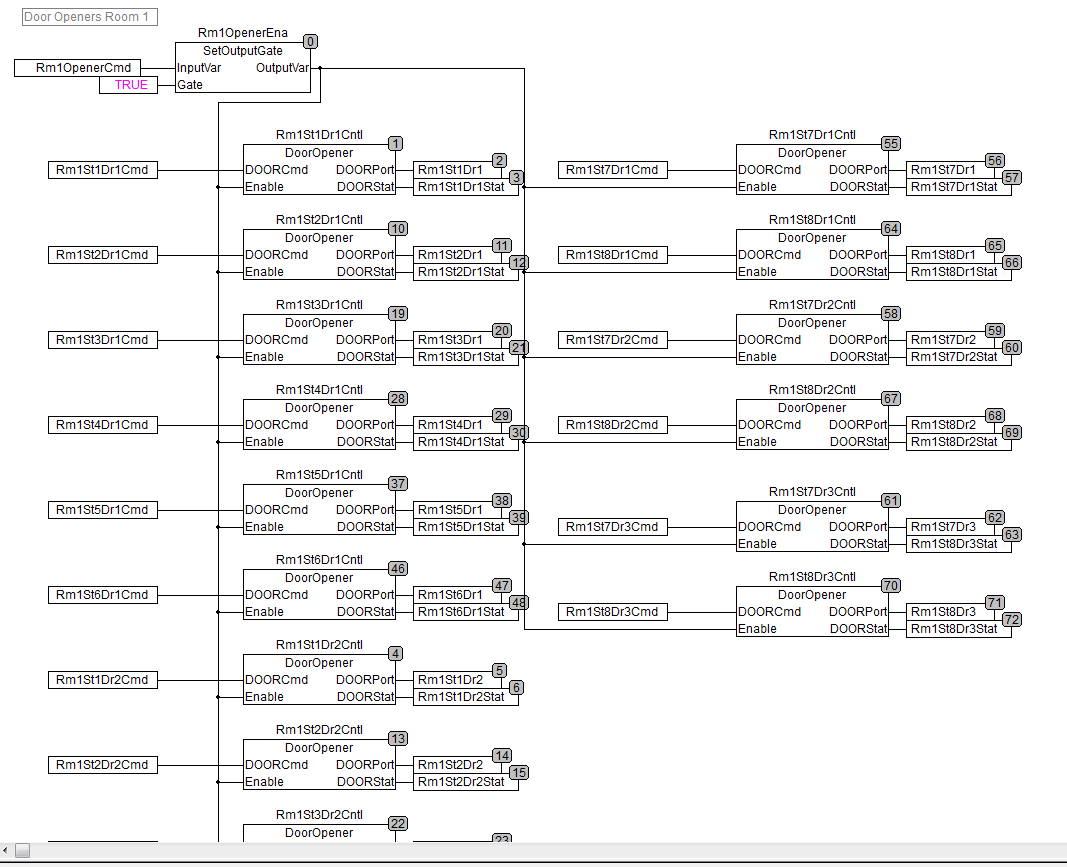 Door Openers Room 1
Rm1OpenerEna
0
SetOutputGate
Rm1OpenerCmd InputVar OutputVar
TRUE Gate
Rm1St1Dr1Cntl Rm1St7Dr1Cntl
1 55
DoorOpener DoorOpener
2 56
Rm1St1Dr1Cmd DOORCmd DOORPort Rm1St1Dr1 Rm1St7Dr1Cmd DOORCmd DOORPort Rm1St7Dr1
3 57
Enable DOORStat Rm1St1Dr1Stat Enable DOORStat Rm1St7Dr1Stat
Rm1St2Dr1Cntl Rm1St8Dr1Cntl
10 64
DoorOpener DoorOpener
11 65
Rm1St2Dr1Cmd DOORCmd DOORPort Rm1St2Dr1 Rm1St8Dr1Cmd DOORCmd DOORPort Rm1St8Dr1
12 66
Enable DOORStat Rm1St2Dr1Stat Enable DOORStat Rm1St8Dr1Stat
Rm1St3Dr1Cntl Rm1St7Dr2Cntl
19 58
DoorOpener DoorOpener
20 59
Rm1St3Dr1Cmd DOORCmd DOORPort Rm1St3Dr1 Rm1St7Dr2Cmd DOORCmd DOORPort Rm1St7Dr2
21 60
Enable DOORStat Rm1St3Dr1Stat Enable DOORStat Rm1St7Dr2Stat
Rm1St4Dr1Cntl Rm1St8Dr2Cntl
28 67
DoorOpener DoorOpener
29 68
Rm1St4Dr1Cmd DOORCmd DOORPort Rm1St4Dr1 Rm1St8Dr2Cmd DOORCmd DOORPort Rm1St8Dr2
30 69
Enable DOORStat Rm1St4Dr1Stat Enable DOORStat Rm1St8Dr2Stat
Rm1St5Dr1Cntl Rm1St7Dr3Cntl
37 61
DoorOpener DoorOpener
38 62
Rm1St5Dr1Cmd DOORCmd DOORPort Rm1St5Dr1 Rm1St7Dr3Cmd DOORCmd DOORPort Rm1St7Dr3
39 63
Enable DOORStat Rm1St5Dr1Stat Enable DOORStat Rm1St8Dr3Stat
Rm1St6Dr1Cntl Rm1St8Dr3Cntl
46 70
DoorOpener DoorOpener
47 71
Rm1St6Dr1Cmd DOORCmd DOORPort Rm1St6Dr1 Rm1St8Dr3Cmd DOORCmd DOORPort Rm1St8Dr3
48 72
Enable DOORStat Rm1St6Dr1Stat Enable DOORStat Rm1St8Dr3Stat
Rm1St1Dr2Cntl
4
DoorOpener
5
Rm1St1Dr2Cmd DOORCmd DOORPort Rm1St1Dr2
6
Enable DOORStat Rm1St1Dr2Stat
Rm1St2Dr2Cntl
13
DoorOpener
14
Rm1St2Dr2Cmd DOORCmd DOORPort Rm1St2Dr2
15
Enable DOORStat Rm1St2Dr2Stat
Rm1St3Dr2Cntl
22
DoorOpener
23